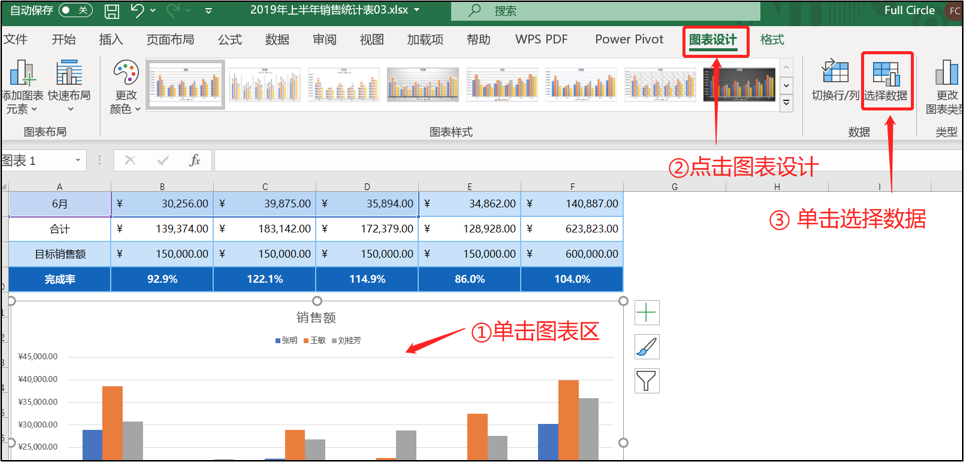 自动保存 关 2019年上半年销售统计表03.xlsx 搜索 Full Circle FC
文件 开始 插入 页面布局 公式 数据 审阅 视图 加载项 帮助 WPS PDF Power Pivot 图表设计 格式
添加图表元素 快速布局 更改颜色 切换行/列 选择数据 更改图表类型
图表布局 图表样式 数据 类型
图表 1 fx
②点击图表设计
③ 单击选择数据
A B C D E F G H I
6月 ¥ 30,256.00 ¥ 39,875.00 ¥ 35,894.00 ¥ 34,862.00 ¥ 140,887.00
合计 ¥ 139,374.00 ¥ 183,142.00 ¥ 172,379.00 ¥ 128,928.00 ¥ 623,823.00
目标销售额 ¥ 150,000.00 ¥ 150,000.00 ¥ 150,000.00 ¥ 150,000.00 ¥ 600,000.00
完成率 92.9% 122.1% 114.9% 86.0% 104.0%
销售额
①单击图表区
张明 王敏 刘桂芳
¥45,000.00
¥40,000.00
¥35,000.00
¥30,000.00
¥25,000.00